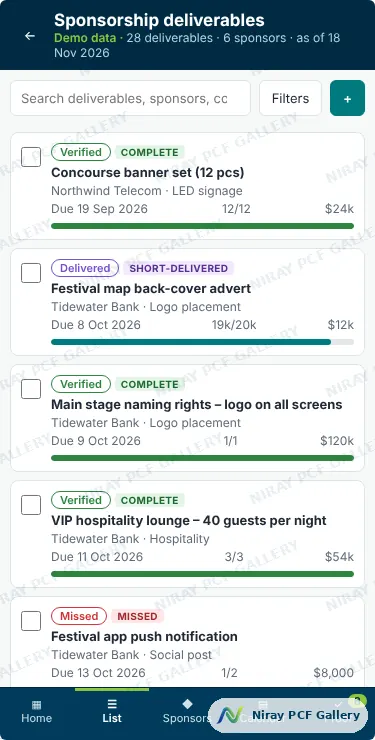 Sponsorship deliverables
Demo data · 28 deliverables · 6 sponsors · as of 18
Nov 2026
Search deliverables, sponsors, cc
Filters
+
Verified COMPLETE
Concourse banner set (12 pcs)
Northwind Telecom · LED signage
Due 19 Sep 2026 12/12 $24k
Delivered SHORT-DELIVERED
Festival map back-cover advert
Tidewater Bank · Logo placement
Due 8 Oct 2026 19k/20k $12k
Verified COMPLETE
Main stage naming rights – logo on all screens
Tidewater Bank · Logo placement
Due 9 Oct 2026 1/1 $120k
Verified COMPLETE
VIP hospitality lounge – 40 guests per night
Tidewater Bank · Hospitality
Due 11 Oct 2026 3/3 $54k
Missed MISSED
Festival app push notification
Tidewater Bank · Social post
Due 13 Oct 2026 1/2 $8,000
Home List Sponsors
Niray PCF Gallery
NIRAY PCF GALLERY